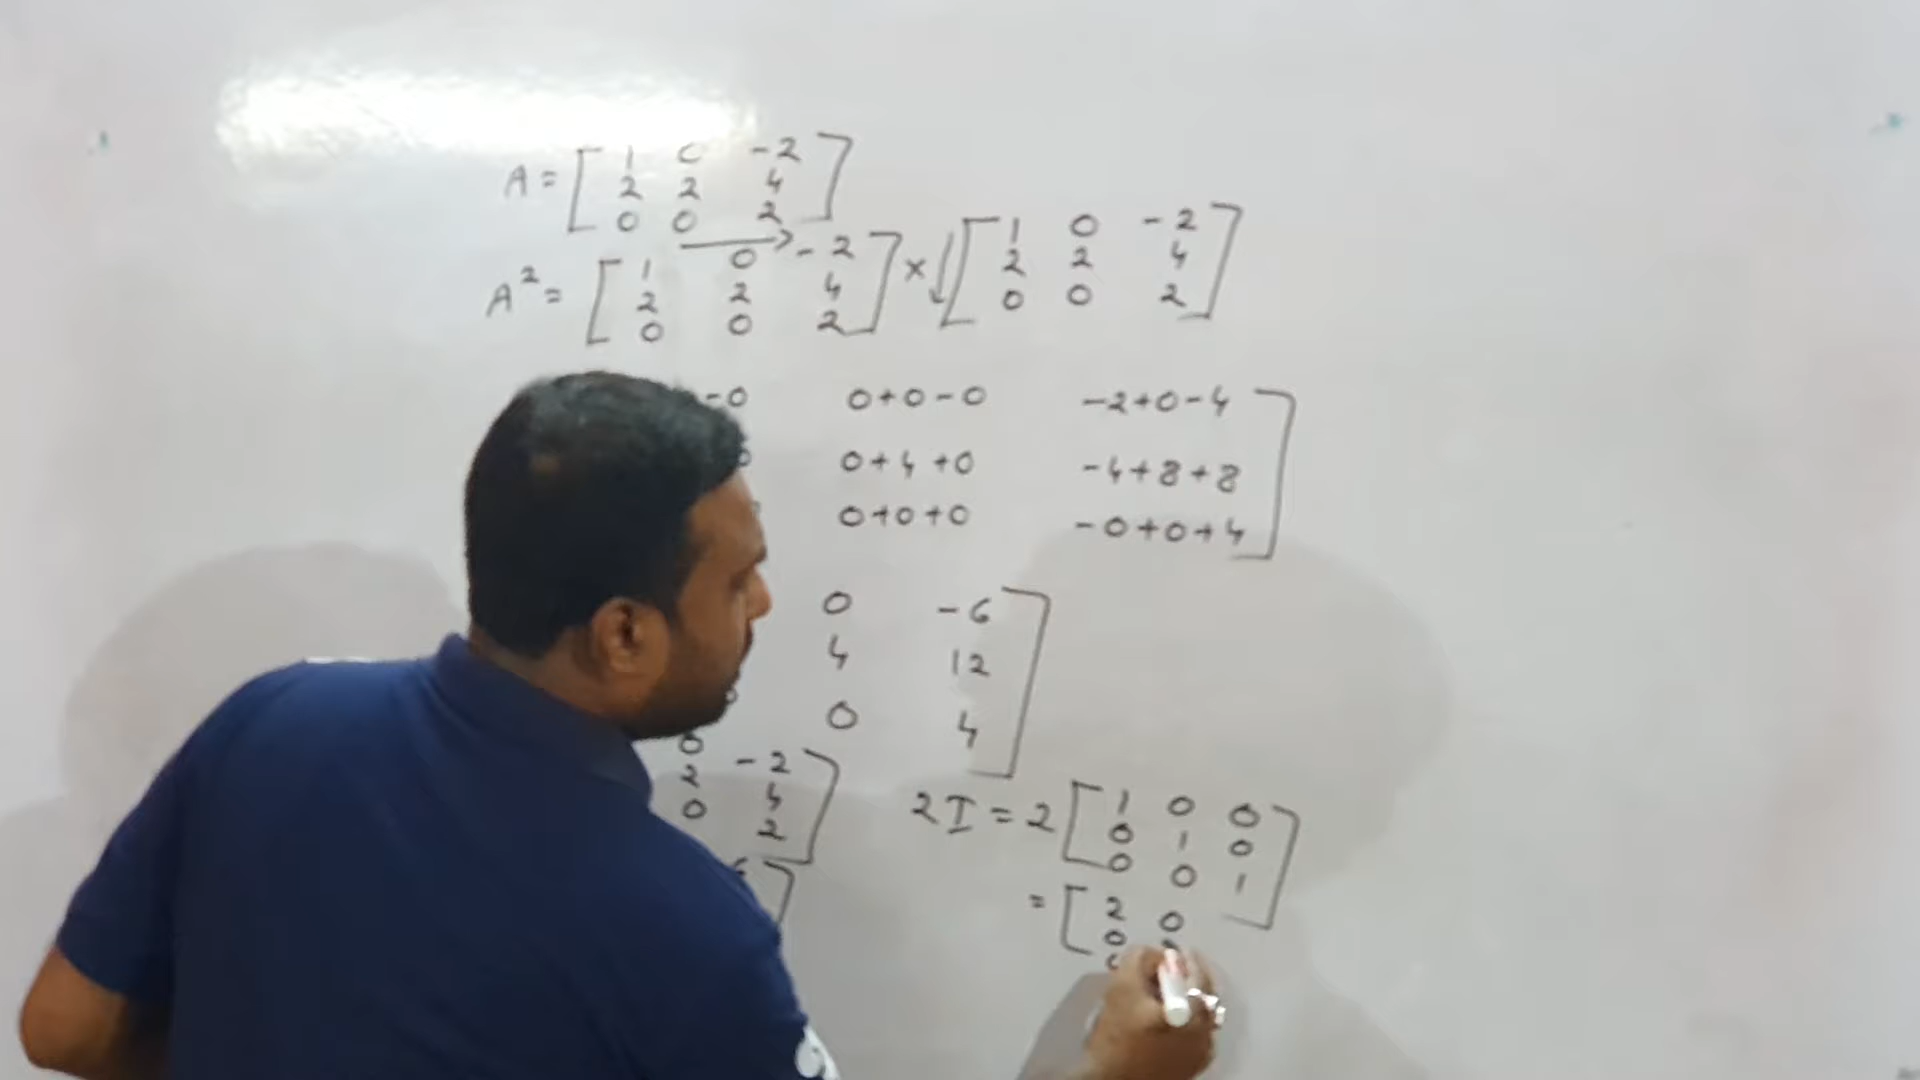 A = [ 1 0 -2 ]
2 2 4
0 0 2
A² = [ 1 0 -2 ] × [ 1 0 -2 ]
2 2 4 2 2 4
0 0 2 0 0 2
-0 0+0-0 -2+0-4 ]
0+4+0 -4+8+8
0+0+0 -0+0+4
0 -6 ]
4 12
0 4
0 -2 ]
2 4
0 2
2I = 2 [ 1 0 0 ]
0 1 0
0 0 1
= [ 2 0
0